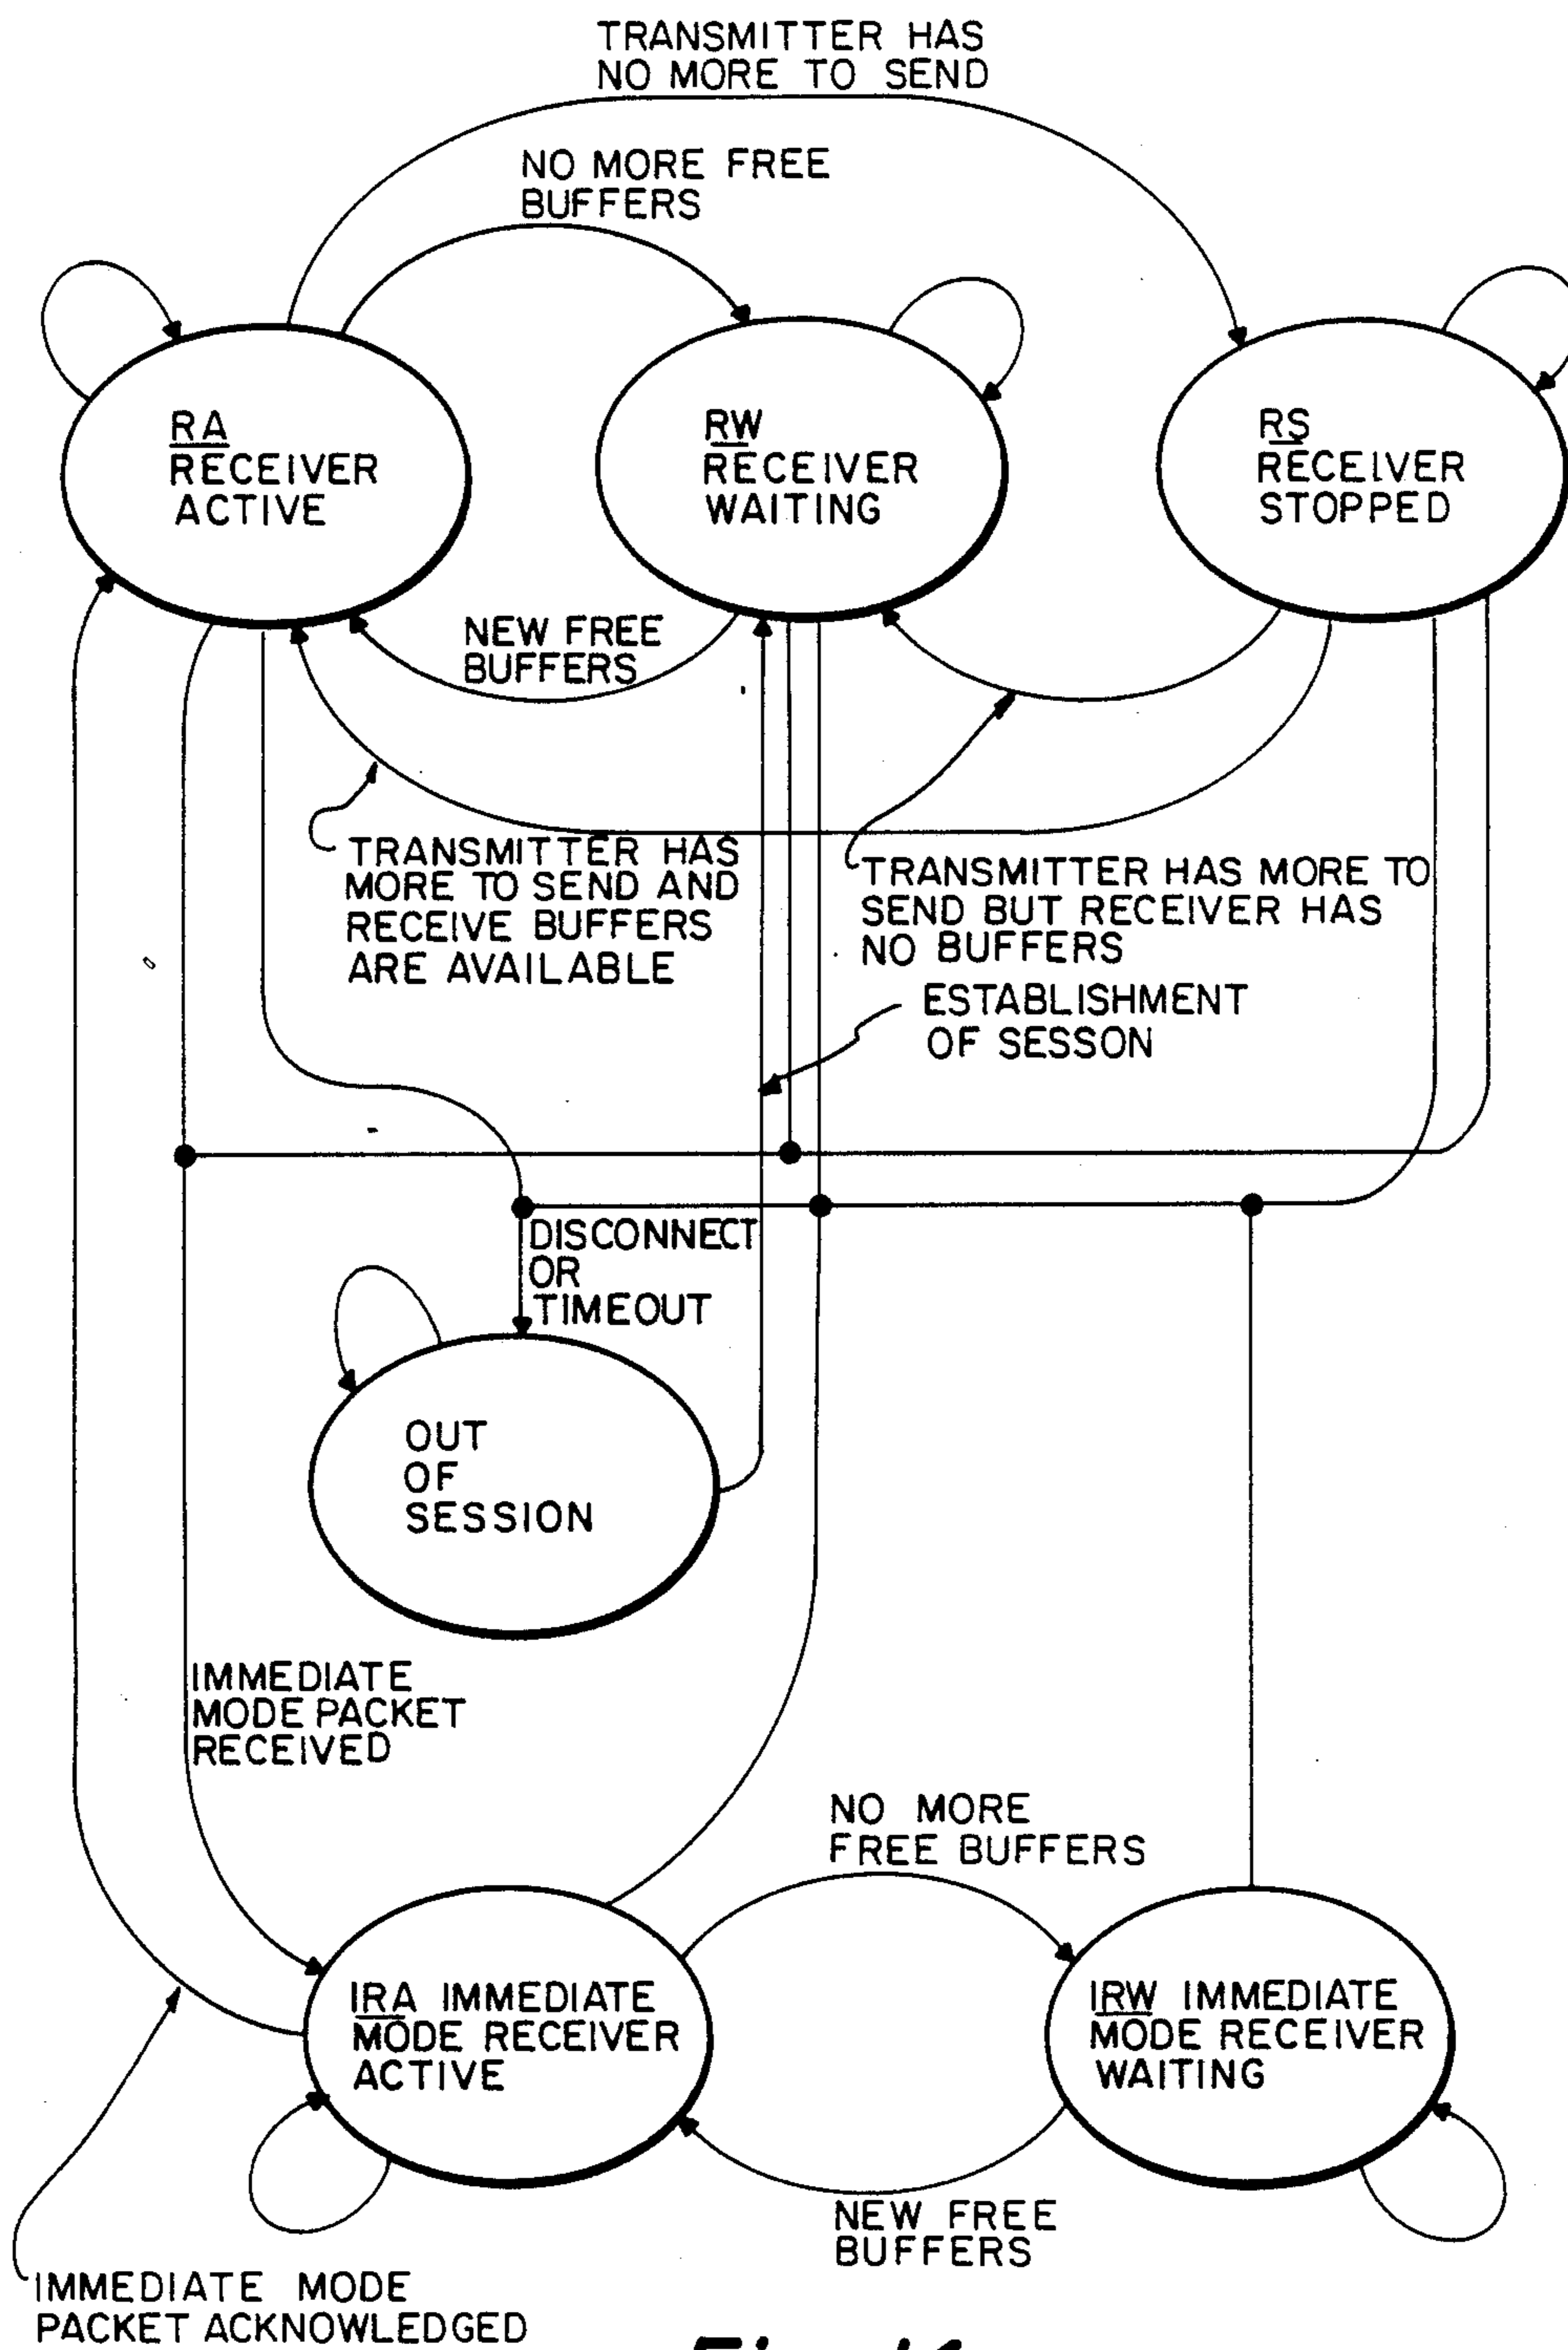 TRANSMITTER HAS
NO MORE TO SEND
NO MORE FREE
BUFFERS
RA
RECEIVER
ACTIVE
RW
RECEIVER
WAITING
RS
RECEIVER
STOPPED
NEW FREE
BUFFERS
TRANSMITTER HAS
MORE TO SEND AND
RECEIVE BUFFERS
ARE AVAILABLE
TRANSMITTER HAS MORE TO
SEND BUT RECEIVER HAS
NO BUFFERS
ESTABLISHMENT
OF SESSON
DISCONNECT
OR
TIMEOUT
OUT
OF
SESSION
IMMEDIATE
MODE PACKET
RECEIVED
NO MORE
FREE BUFFERS
IRA IMMEDIATE
MODE RECEIVER
ACTIVE
IRW IMMEDIATE
MODE RECEIVER
WAITING
NEW FREE
BUFFERS
IMMEDIATE MODE
PACKET ACKNOWLEDGED